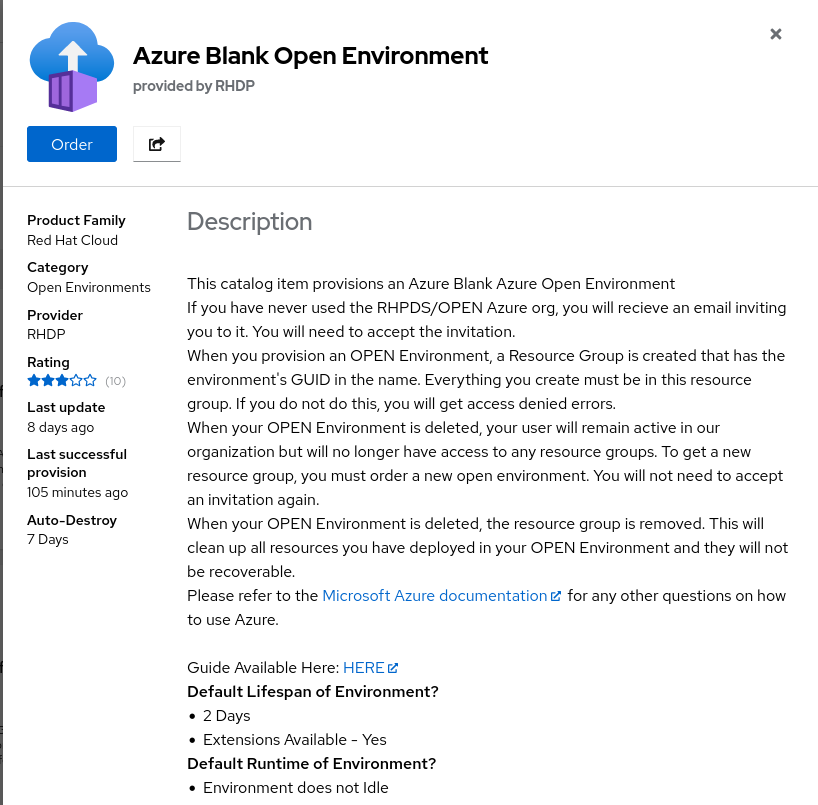 Azure Blank Open Environment
provided by RHDP
Order
Product Family
Red Hat Cloud
Category
Open Environments
Provider
RHDP
Rating
(10)
Last update
8 days ago
Last successful
provision
105 minutes ago
Auto-Destroy
7 Days
Description
This catalog item provisions an Azure Blank Azure Open Environment
If you have never used the RHPDS/OPEN Azure org, you will recieve an email inviting
you to it. You will need to accept the invitation.
When you provision an OPEN Environment, a Resource Group is created that has the
environment's GUID in the name. Everything you create must be in this resource
group. If you do not do this, you will get access denied errors.
When your OPEN Environment is deleted, your user will remain active in our
organization but will no longer have access to any resource groups. To get a new
resource group, you must order a new open environment. You will not need to accept
an invitation again.
When your OPEN Environment is deleted, the resource group is removed. This will
clean up all resources you have deployed in your OPEN Environment and they will not
be recoverable.
Please refer to the Microsoft Azure documentation for any other questions on how
to use Azure.
Guide Available Here: HERE
Default Lifespan of Environment?
• 2 Days
• Extensions Available - Yes
Default Runtime of Environment?
• Environment does not Idle